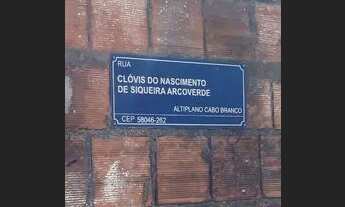 RUA
CLÓVIS DO NASCIMENTO
DE SIQUEIRA ARCOVERDE
ALTIPLANO CABO BRANCO
CEP 58046-262